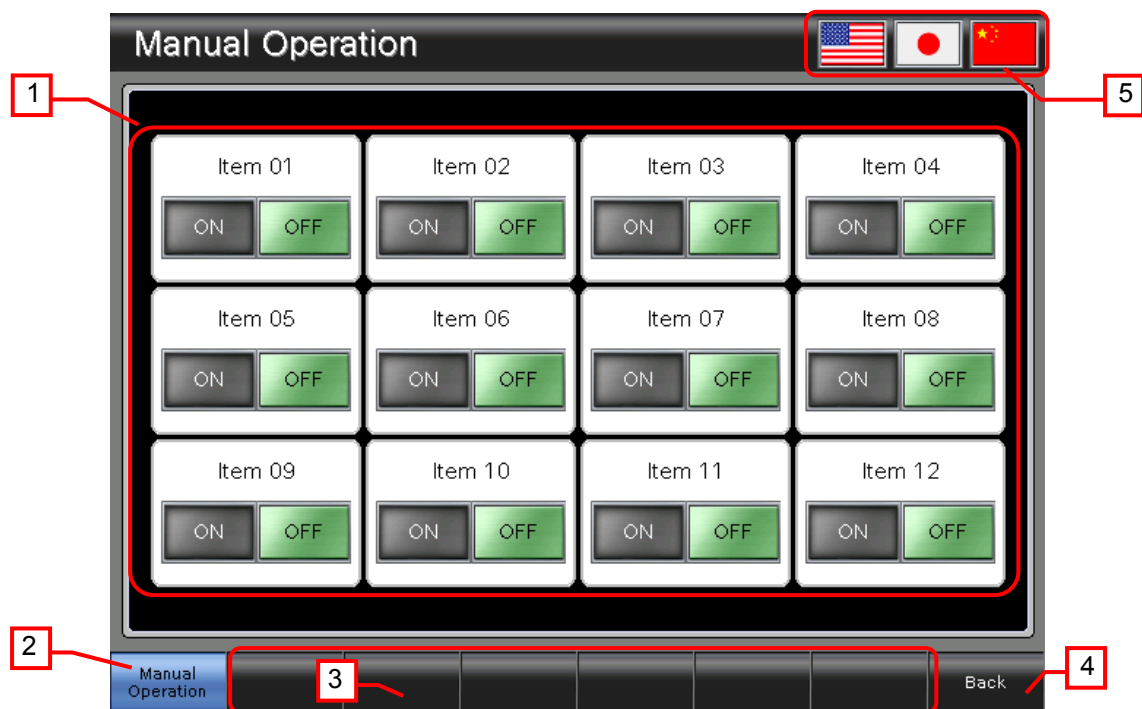 Manual Operation
1
5
Item 01
Item 02
Item 03
Item 04
ON OFF
ON OFF
ON OFF
ON OFF
Item 05
Item 06
Item 07
Item 08
ON OFF
ON OFF
ON OFF
ON OFF
Item 09
Item 10
Item 11
Item 12
ON OFF
ON OFF
ON OFF
ON OFF
2
Manual
Operation
3
Back
4